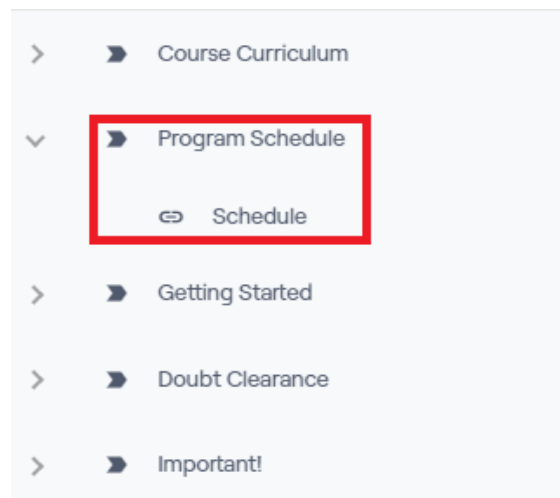 Course Curriculum
Program Schedule
Schedule
Getting Started
Doubt Clearance
Important!